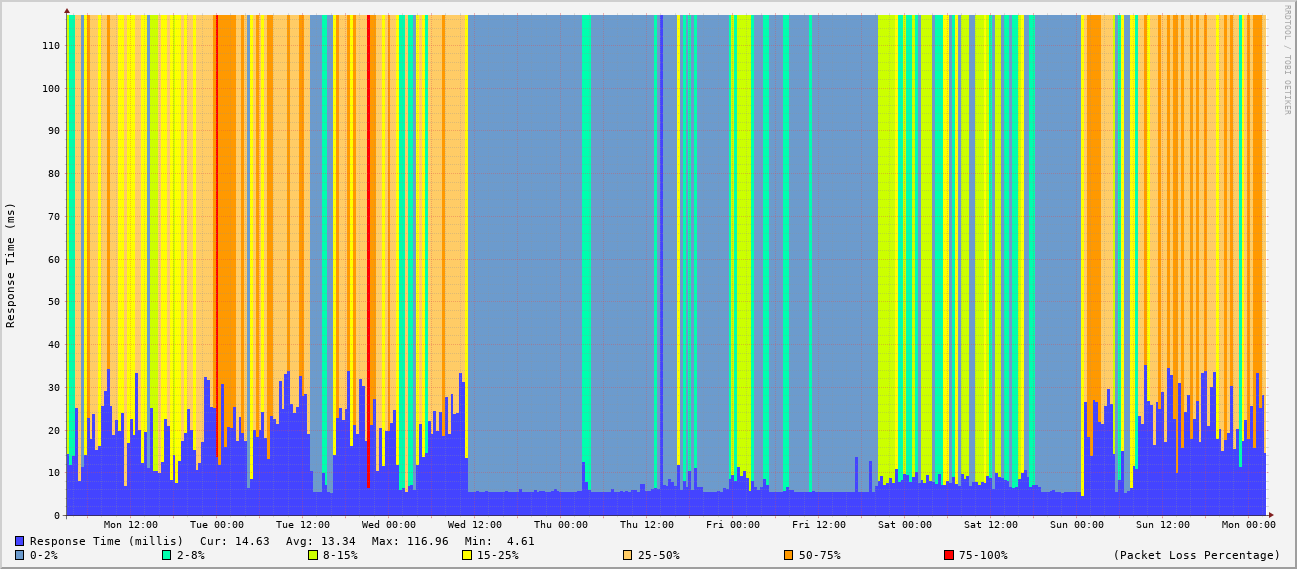 RRDTOOL / TOBI OETIKER
Response Time (ms)
110
100
90
80
70
60
50
40
30
20
10
0
Mon 12:00 Tue 00:00 Tue 12:00 Wed 00:00 Wed 12:00 Thu 00:00 Thu 12:00 Fri 00:00 Fri 12:00 Sat 00:00 Sat 12:00 Sun 00:00 Sun 12:00 Mon 00:00
Response Time (millis) Cur: 14.63 Avg: 13.34 Max: 116.96 Min: 4.61
0-2% 2-8% 8-15% 15-25% 25-50% 50-75% 75-100% (Packet Loss Percentage)